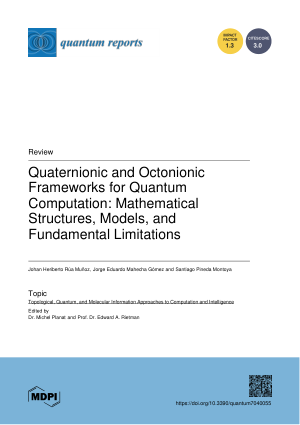 quantum reports
IMPACT
FACTOR
1.3
CITESCORE
3.0
Review
Quaternionic and Octonionic
Frameworks for Quantum
Computation: Mathematical
Structures, Models, and
Fundamental Limitations
Johan Heriberto Rúa Muñoz, Jorge Eduardo Mahecha Gómez and Santiago Pineda Montoya
Topic
Topological, Quantum, and Molecular Information Approaches to Computation and Intelligence
Edited by
Dr. Michel Planat and Prof. Dr. Edward A. Rietman
MDPI
https://doi.org/10.3390/quantum7040055